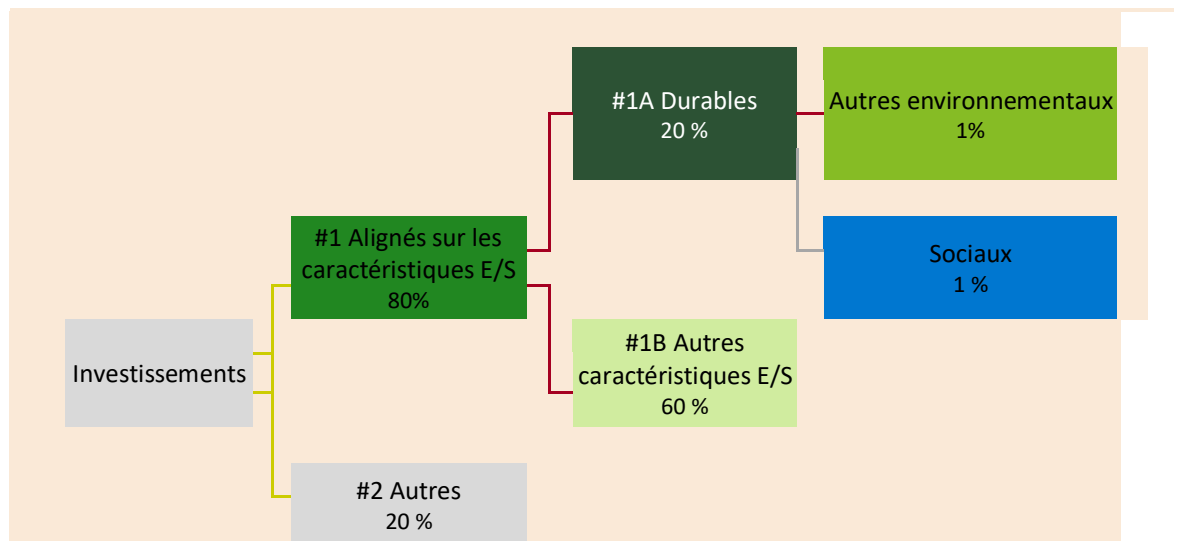 #1A Durables
20 %
Autres environnementaux
1%
#1 Alignés sur les
caractéristiques E/S
80%
Sociaux
1 %
Investissements
#1B Autres
caractéristiques E/S
60 %
#2 Autres
20 %